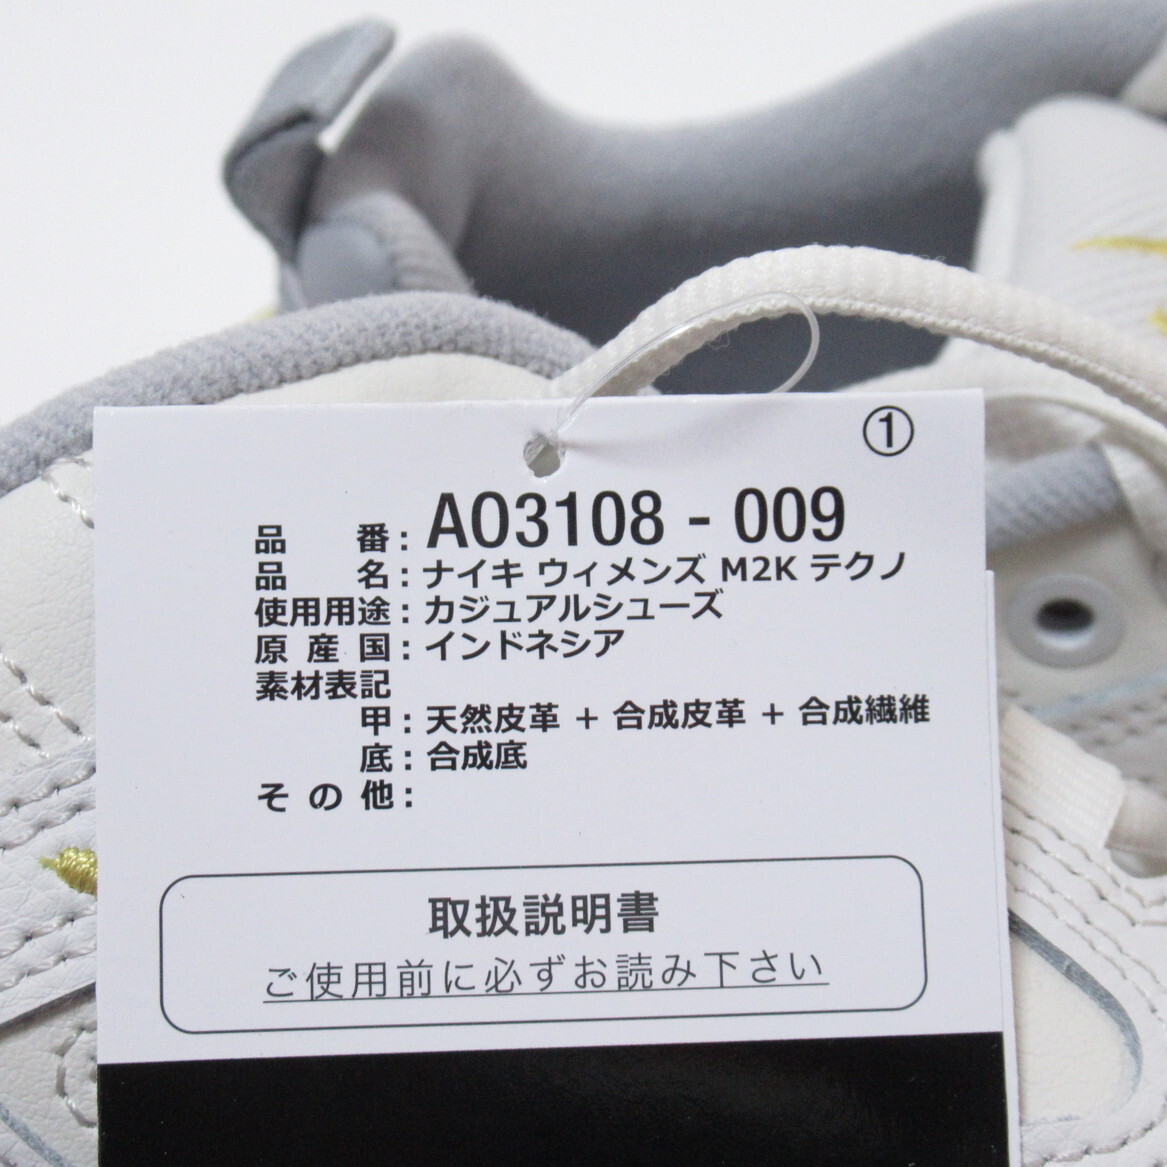 ①
品番：AO3108 - 009
品名：ナイキ ウィメンズ M2K テクノ
使用用途：カジュアルシューズ
原産国：インドネシア
素材表記
甲：天然皮革 + 合成皮革 + 合成繊維
底：合成底
その他：
取扱説明書
ご使用前に必ずお読み下さい